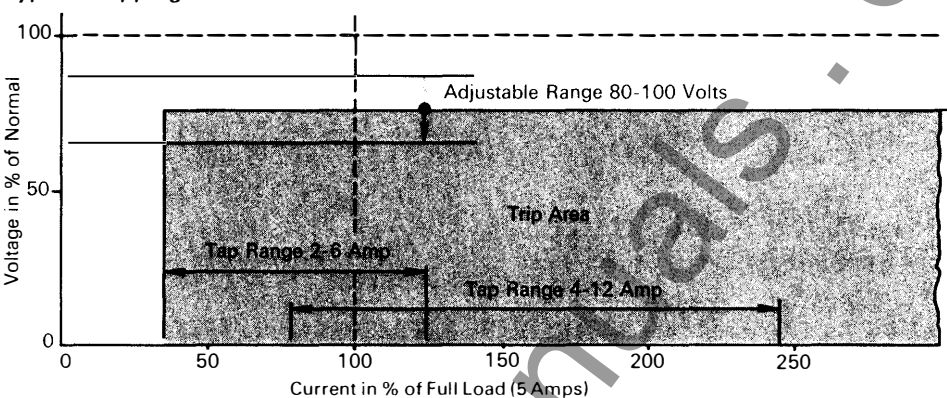 100
Adjustable Range 80-100 Volts
Voltage in % of Normal
50
Trip Area
Tap Range 2-6 Amp
Tap Range 4-12 Amp
0
0 50 100 150 200 250
Current in % of Full Load (5 Amps)